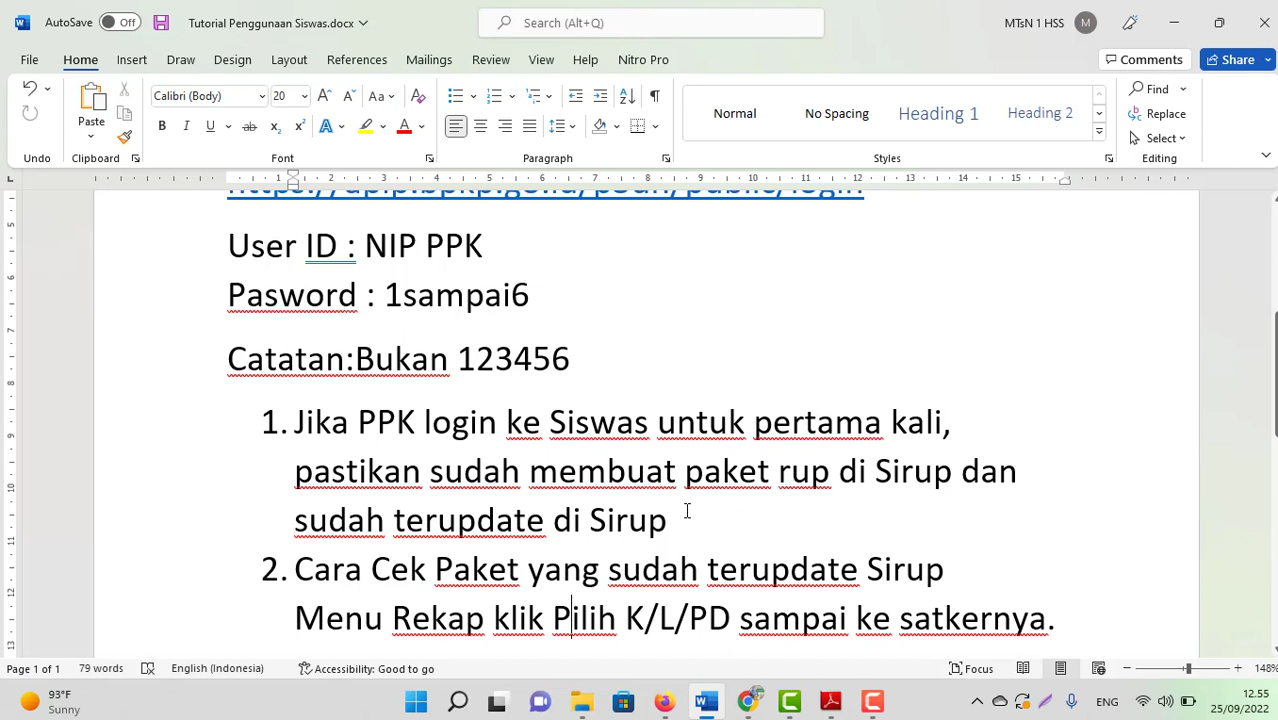 AutoSave Off Tutorial Penggunaan Siswas.docx Search (Alt+Q) MTsN 1 HSS M
File Home Insert Draw Design Layout References Mailings Review View Help Nitro Pro Comments Share
Calibri (Body) 20 Normal No Spacing Heading 1 Heading 2 Find
Paste Replace
Select
Undo Clipboard Font Paragraph Styles Editing
User ID : NIP PPK
Pasword : 1sampai6
Catatan:Bukan 123456
1. Jika PPK login ke Siswas untuk pertama kali,
pastikan sudah membuat paket rup di Sirup dan
sudah terupdate di Sirup
2. Cara Cek Paket yang sudah terupdate Sirup
Menu Rekap klik Pilih K/L/PD sampai ke satkernya.
Page 1 of 1 79 words English (Indonesia) Accessibility: Good to go Focus 148%
93°F
Sunny
ENG
12.55
25/09/2022